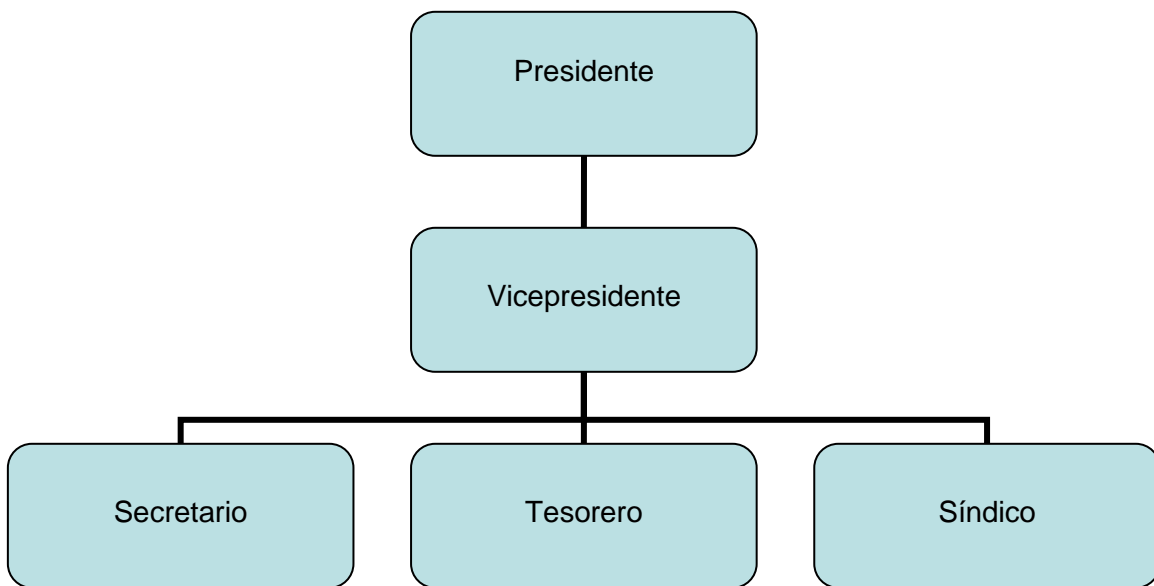 Presidente
Vicepresidente
Secretario
Tesorero
Síndico